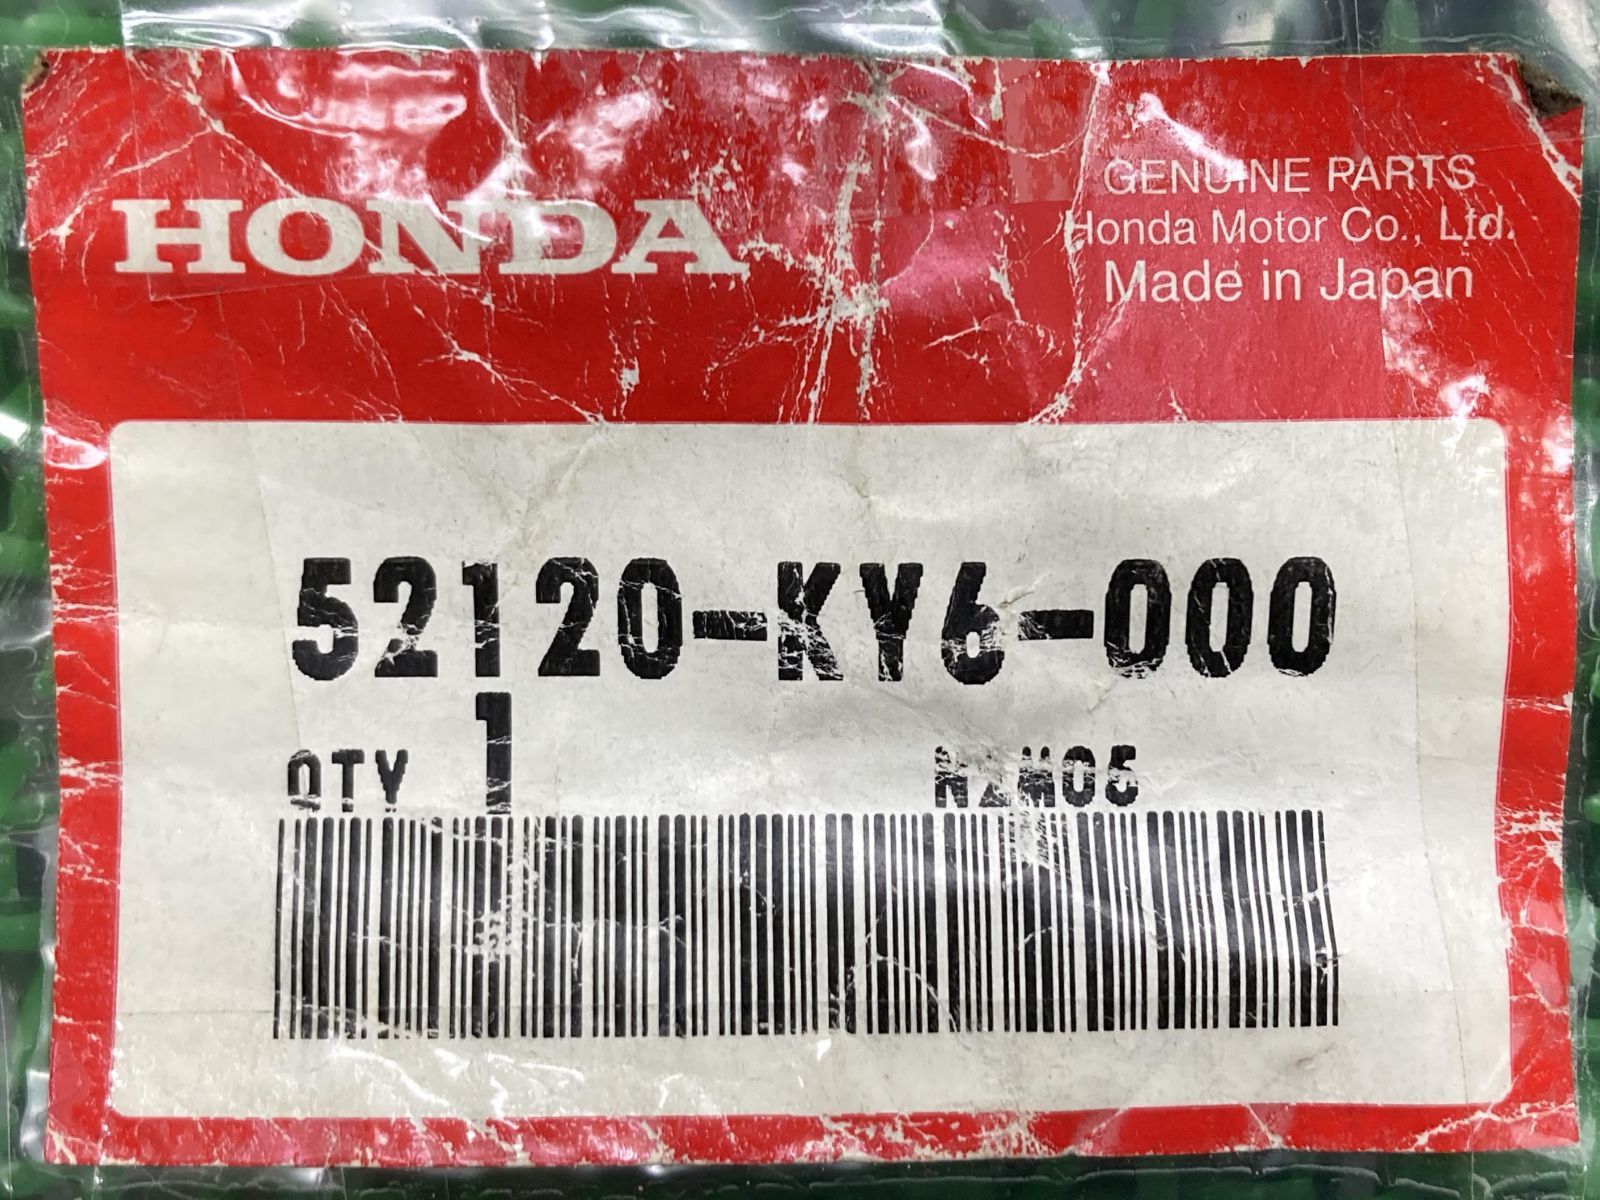 HONDA
GENUINE PARTS
Honda Motor Co., Ltd.
Made in Japan
52120-KY6-000
QTY 1